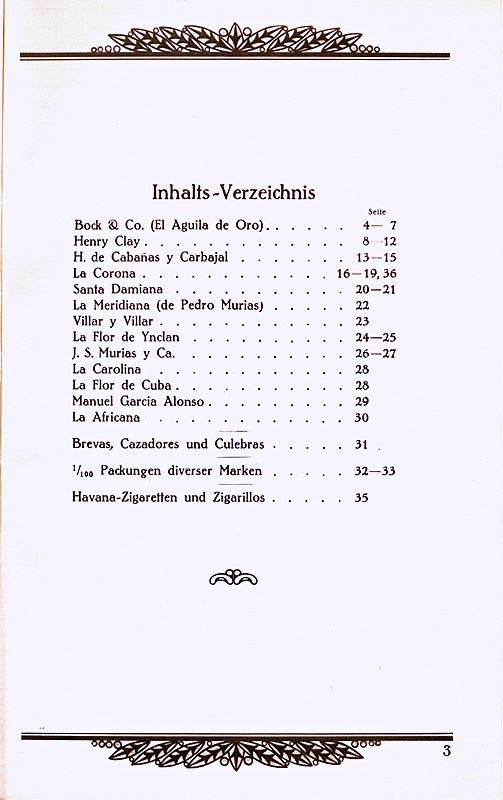 Inhalts-Verzeichnis
Seite
Bock & Co. (El Aguila de Oro). . . . . . 4— 7
Henry Clay. . . . . . . . . . . . . 8—12
H. de Cabañas y Carbajal . . . . . . . 13—15
La Corona . . . . . . . . . . . . 16—19, 36
Santa Damiana . . . . . . . . . . . 20—21
La Meridiana (de Pedro Murias) . . . . . 22
Villar y Villar . . . . . . . . . . . . 23
La Flor de Ynclan . . . . . . . . . . 24—25
J. S. Murias y Ca. . . . . . . . . . . 26—27
La Carolina . . . . . . . . . . . . 28
La Flor de Cuba . . . . . . . . . . . 28
Manuel Garcia Alonso . . . . . . . . . 29
La Africana . . . . . . . . . . . . 30
Brevas, Cazadores und Culebras . . . . . 31
1/100 Packungen diverser Marken . . . . . 32—33
Havana-Zigaretten und Zigarillos . . . . . 35
3